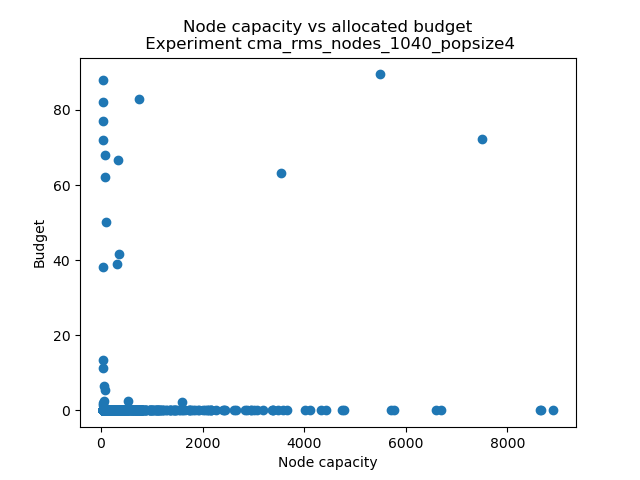 Node capacity vs allocated budget
Experiment cma_rms_nodes_1040_popsize4
80
60
40
20
0
Budget
0 2000 4000 6000 8000
Node capacity